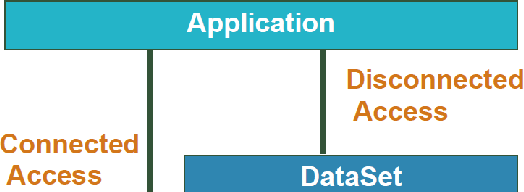 Application
Disconnected
Access
Connected
Access
DataSet